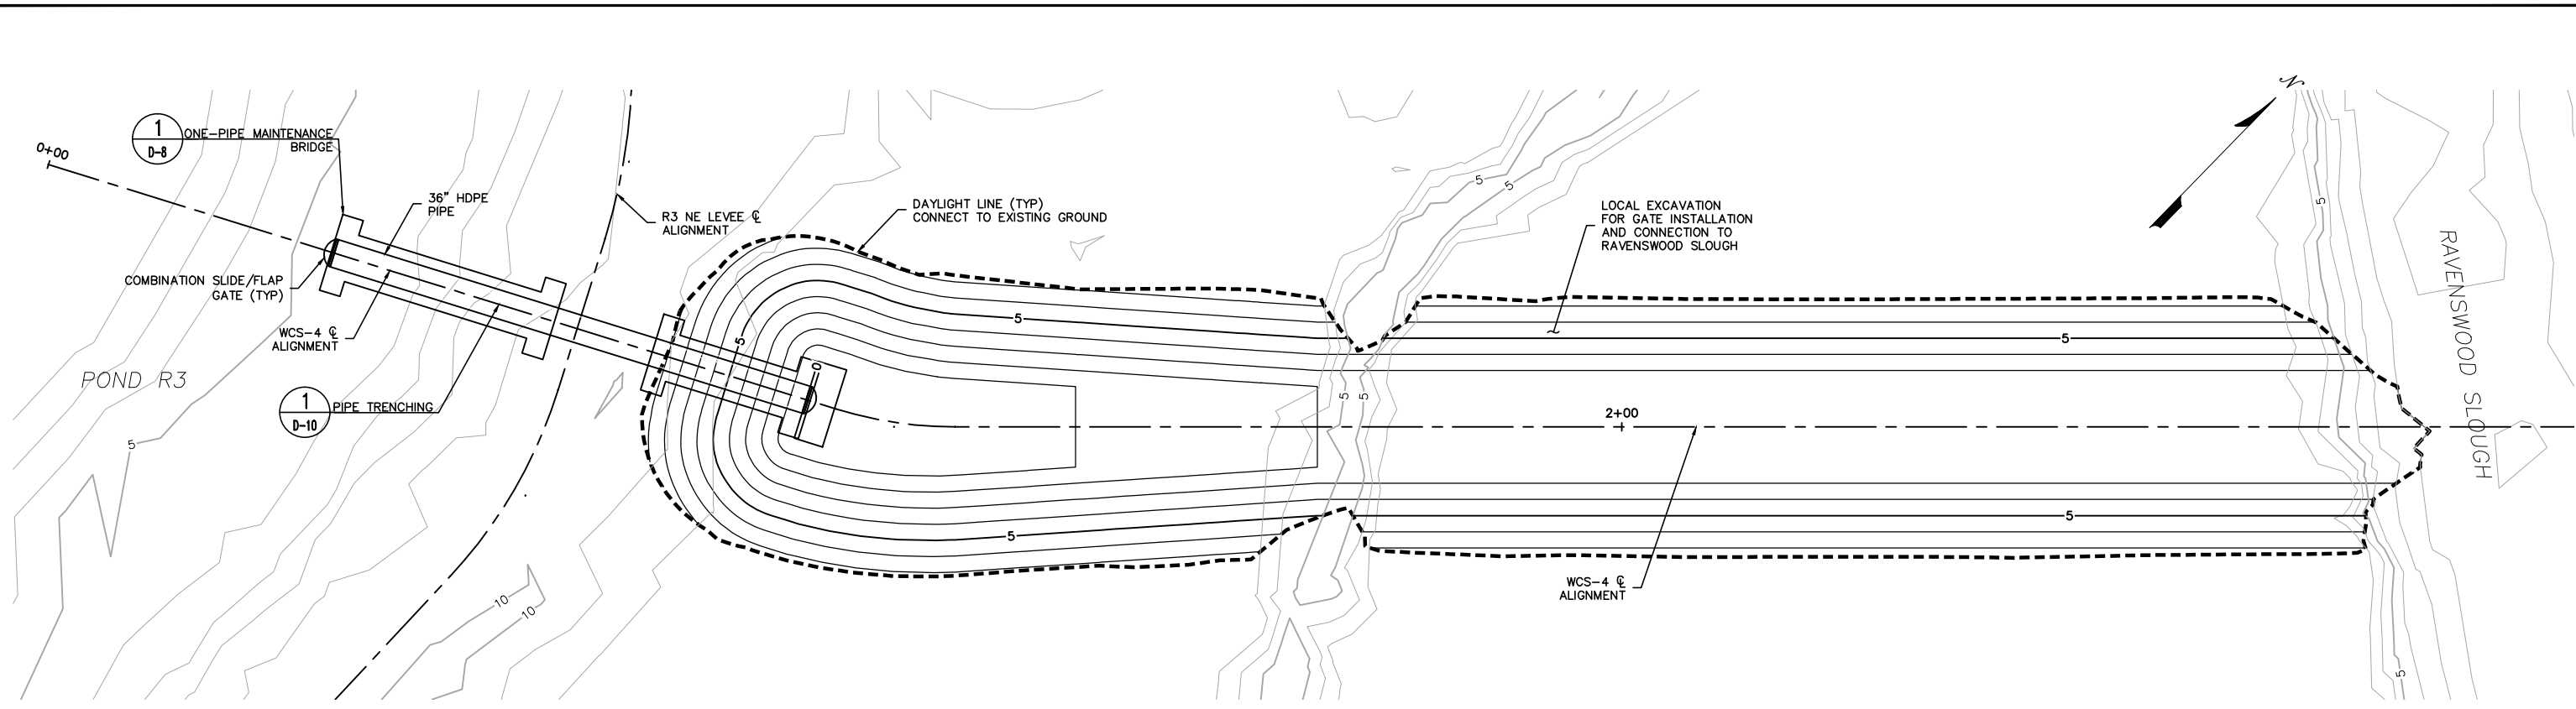 N
1
D-8
ONE-PIPE MAINTENANCE
BRIDGE
0+00
36" HDPE
PIPE
R3 NE LEVEE ℄
ALIGNMENT
DAYLIGHT LINE (TYP)
CONNECT TO EXISTING GROUND
LOCAL EXCAVATION
FOR GATE INSTALLATION
AND CONNECTION TO
RAVENSWOOD SLOUGH
5
5
5
RAVENSWOOD SLOUGH
COMBINATION SLIDE/FLAP
GATE (TYP)
WCS-4 ℄
ALIGNMENT
5
5
5
0
POND R3
1
D-10
PIPE TRENCHING
5
5
5
2+00
5
5
10
10
WCS-4 ℄
ALIGNMENT
5